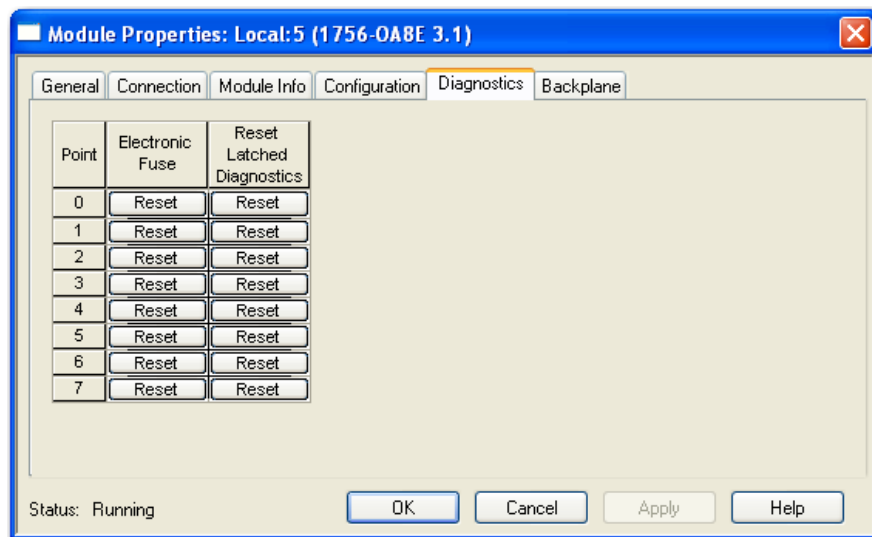 Module Properties: Local:5 (1756-OA8E 3.1)
General Connection Module Info Configuration Diagnostics Backplane
Point Electronic Fuse Reset Latched Diagnostics
0 Reset Reset
1 Reset Reset
2 Reset Reset
3 Reset Reset
4 Reset Reset
5 Reset Reset
6 Reset Reset
7 Reset Reset
Status: Running OK Cancel Apply Help